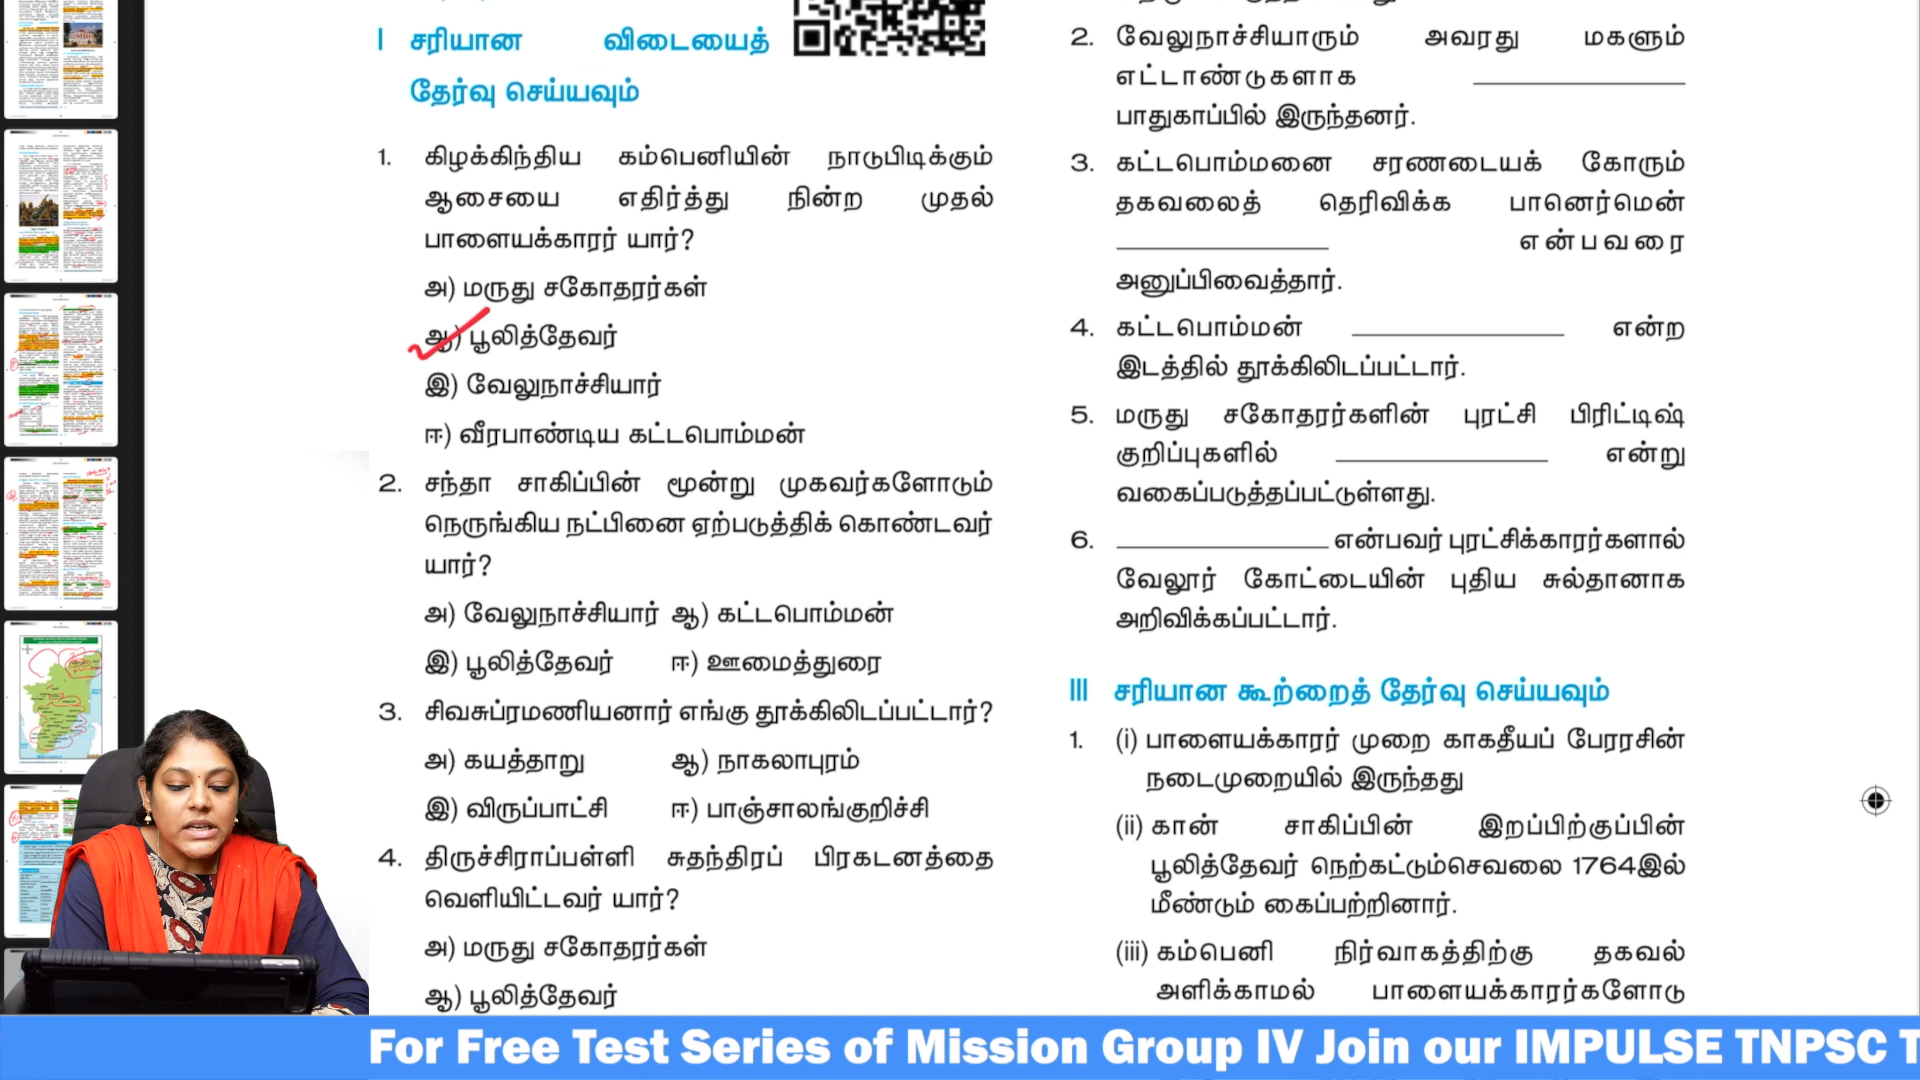 I சரியான விடையைத்
தேர்வு செய்யவும்
1. கிழக்கிந்திய கம்பெனியின் நாடுபிடிக்கும்
ஆசையை எதிர்த்து நின்ற முதல்
பாளையக்காரர் யார்?
அ) மருது சகோதரர்கள்
ஆ) பூலித்தேவர்
இ) வேலுநாச்சியார்
ஈ) வீரபாண்டிய கட்டபொம்மன்
2. சந்தா சாகிப்பின் மூன்று முகவர்களோடும்
நெருங்கிய நட்பினை ஏற்படுத்திக் கொண்டவர்
யார்?
அ) வேலுநாச்சியார் ஆ) கட்டபொம்மன்
இ) பூலித்தேவர் ஈ) ஊமைத்துரை
3. சிவசுப்ரமணியனார் எங்கு தூக்கிலிடப்பட்டார்?
அ) கயத்தாறு ஆ) நாகலாபுரம்
இ) விருப்பாட்சி ஈ) பாஞ்சாலங்குறிச்சி
4. திருச்சிராப்பள்ளி சுதந்திரப் பிரகடனத்தை
வெளியிட்டவர் யார்?
அ) மருது சகோதரர்கள்
ஆ) பூலித்தேவர்
2. வேலுநாச்சியாரும் அவரது மகளும்
எட்டாண்டுகளாக ____________
பாதுகாப்பில் இருந்தனர்.
3. கட்டபொம்மனை சரணடையக் கோரும்
தகவலைத் தெரிவிக்க பானெர்மென்
____________ என்பவரை
அனுப்பிவைத்தார்.
4. கட்டபொம்மன் ____________ என்ற
இடத்தில் தூக்கிலிடப்பட்டார்.
5. மருது சகோதரர்களின் புரட்சி பிரிட்டிஷ்
குறிப்புகளில் ____________ என்று
வகைப்படுத்தப்பட்டுள்ளது.
6. ____________ என்பவர் புரட்சிக்காரர்களால்
வேலூர் கோட்டையின் புதிய சுல்தானாக
அறிவிக்கப்பட்டார்.
III சரியான கூற்றைத் தேர்வு செய்யவும்
1. (i) பாளையக்காரர் முறை காகதீயப் பேரரசின்
நடைமுறையில் இருந்தது
(ii) கான் சாகிப்பின் இறப்பிற்குப்பின்
பூலித்தேவர் நெற்கட்டும்செவலை 1764இல்
மீண்டும் கைப்பற்றினார்.
(iii) கம்பெனி நிர்வாகத்திற்கு தகவல்
அளிக்காமல் பாளையக்காரர்களோடு
For Free Test Series of Mission Group IV Join our IMPULSE TNPSC T